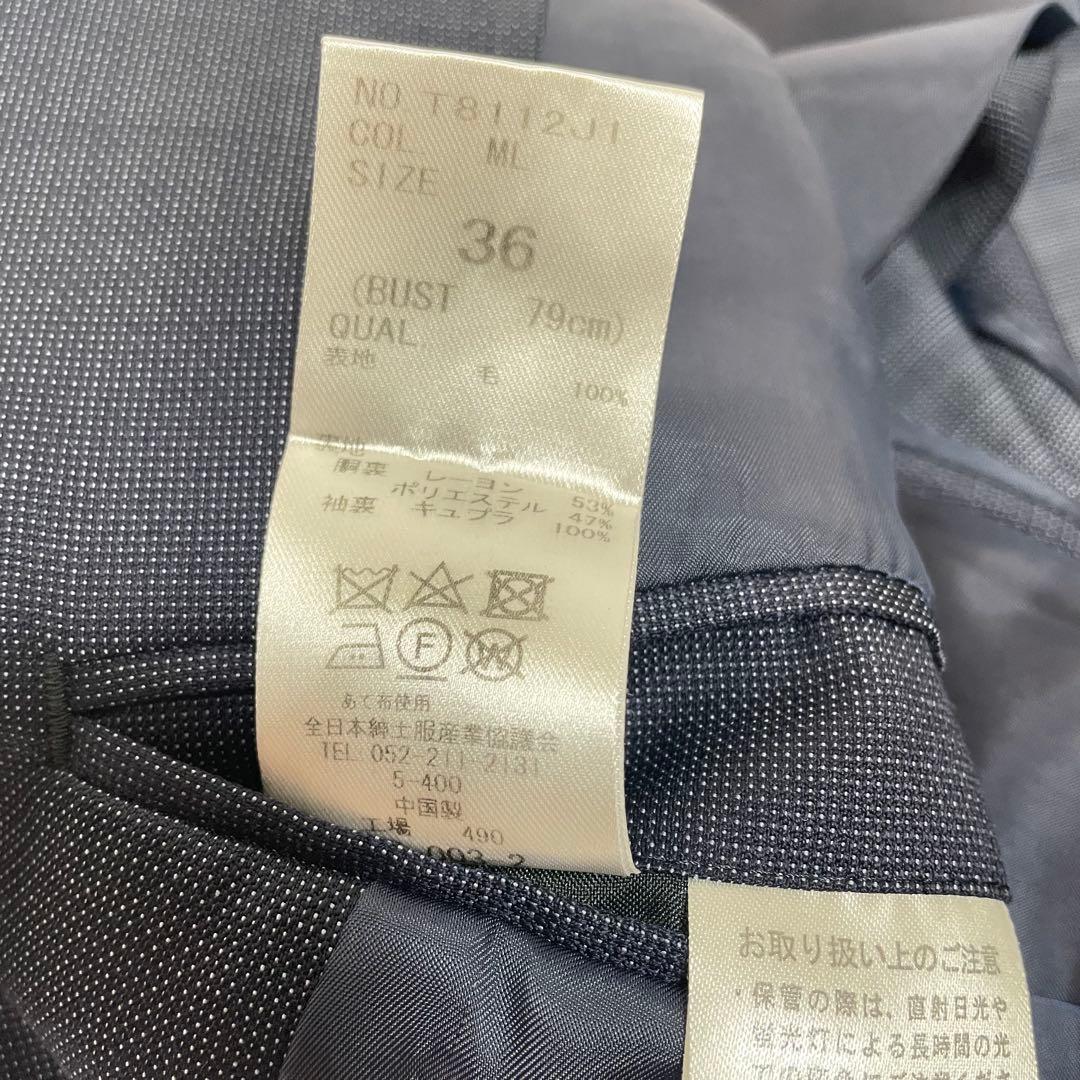 NO T8112J1
COL ML
SIZE
36
(BUST 79cm)
QUAL.
表地 毛 100%
表地
胴裏 レーヨン 53%
ポリエステル 47%
袖裏 キュプラ 100%
F
W
あて布使用
全日本紳士服産業協議会
TEL 052-211-2131
5-400
中国製
工場 490
003-2
お取り扱い上のご注意
・保管の際は、直射日光や
蛍光灯による長時間の光